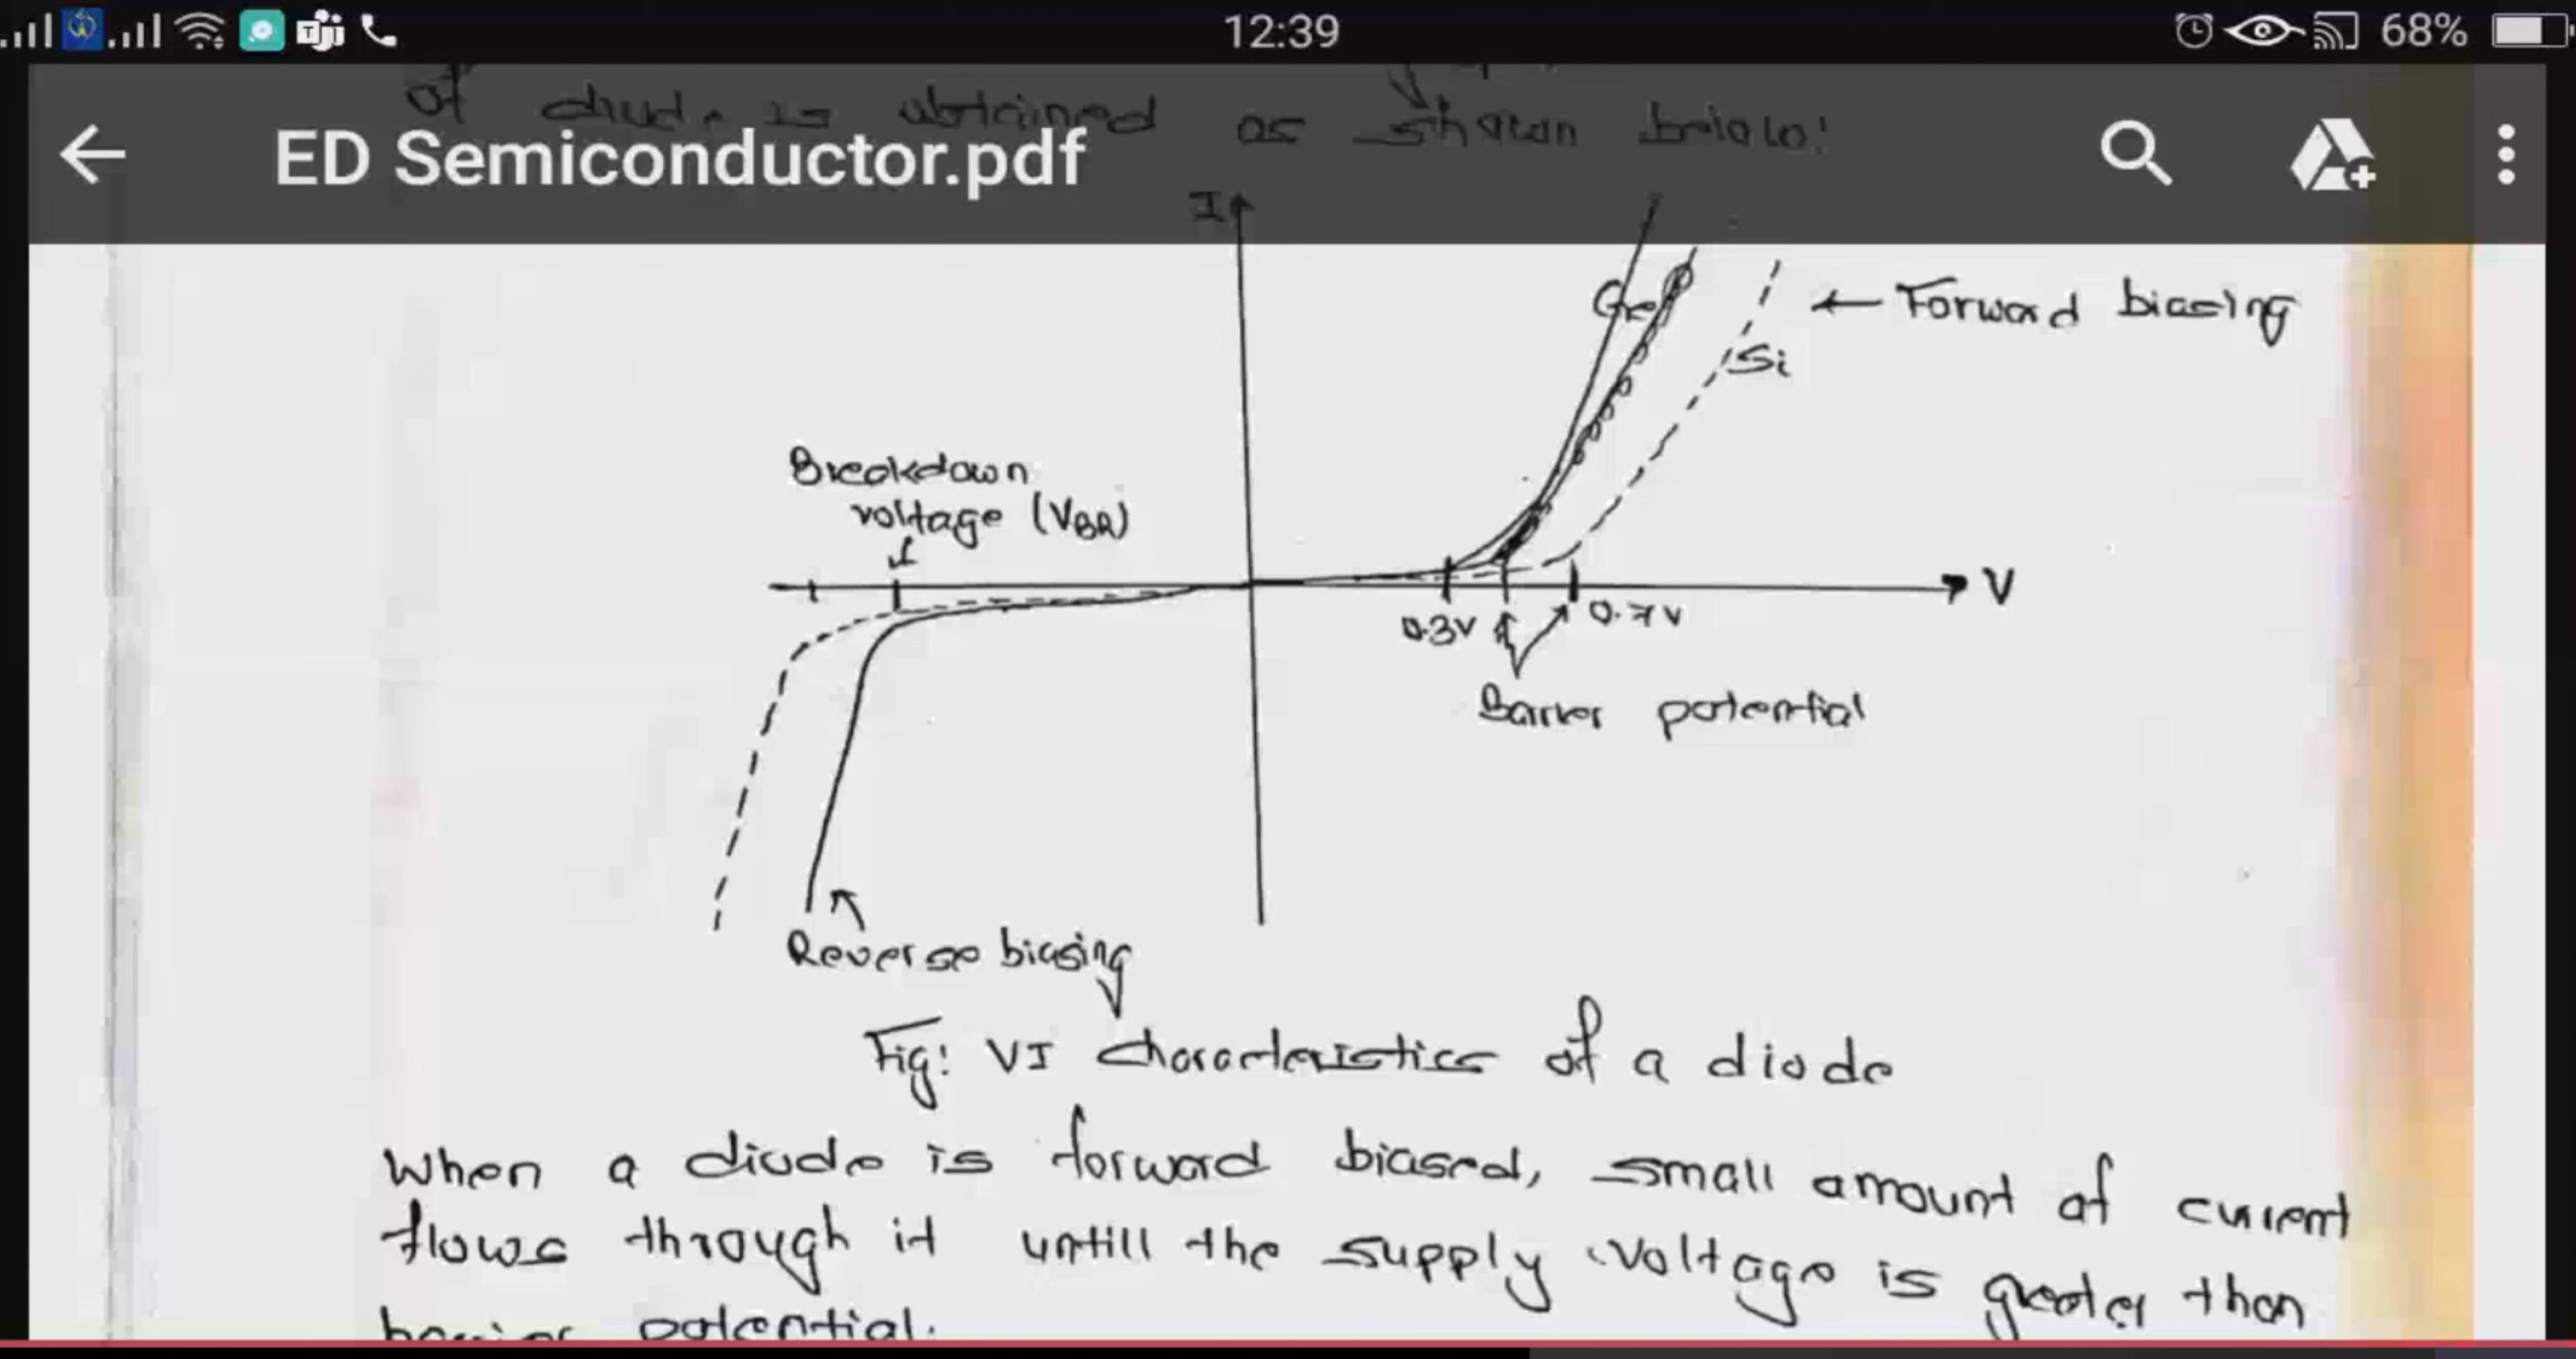 12:39
68%
of diode is obtained as shown below:
ED Semiconductor.pdf
I
Ge
Forward biasing
Si
Breakdown
voltage (VBR)
V
0.3V
0.7V
Barrier potential
Reverse biasing
Fig: VI characteristics of a diode
When a diode is forward biased, small amount of current
flows through it untill the supply voltage is greater than
barrier potential.